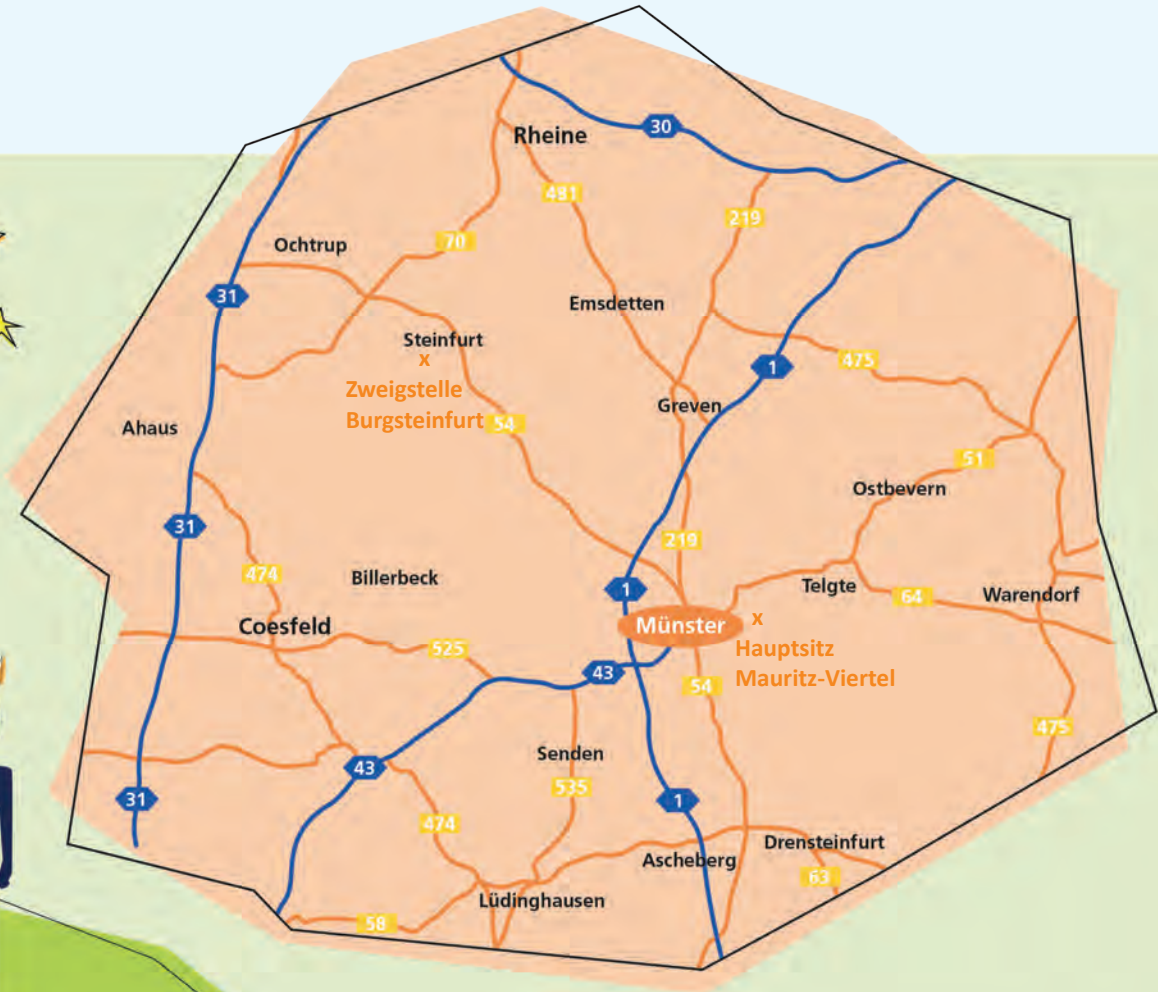 30
Rheine
481
219
70
Ochtrup
31
Emsdetten
Steinfurt
x
Zweigstelle
Burgsteinfurt
54
1
475
Greven
Ahaus
51
Ostbevern
31
219
474
Billerbeck
1
Telgte
64
Warendorf
Münster
x
Hauptsitz
Mauritz-Viertel
Coesfeld
525
43
54
475
Senden
43
535
31
1
474
Drensteinfurt
Ascheberg
63
Lüdinghausen
58